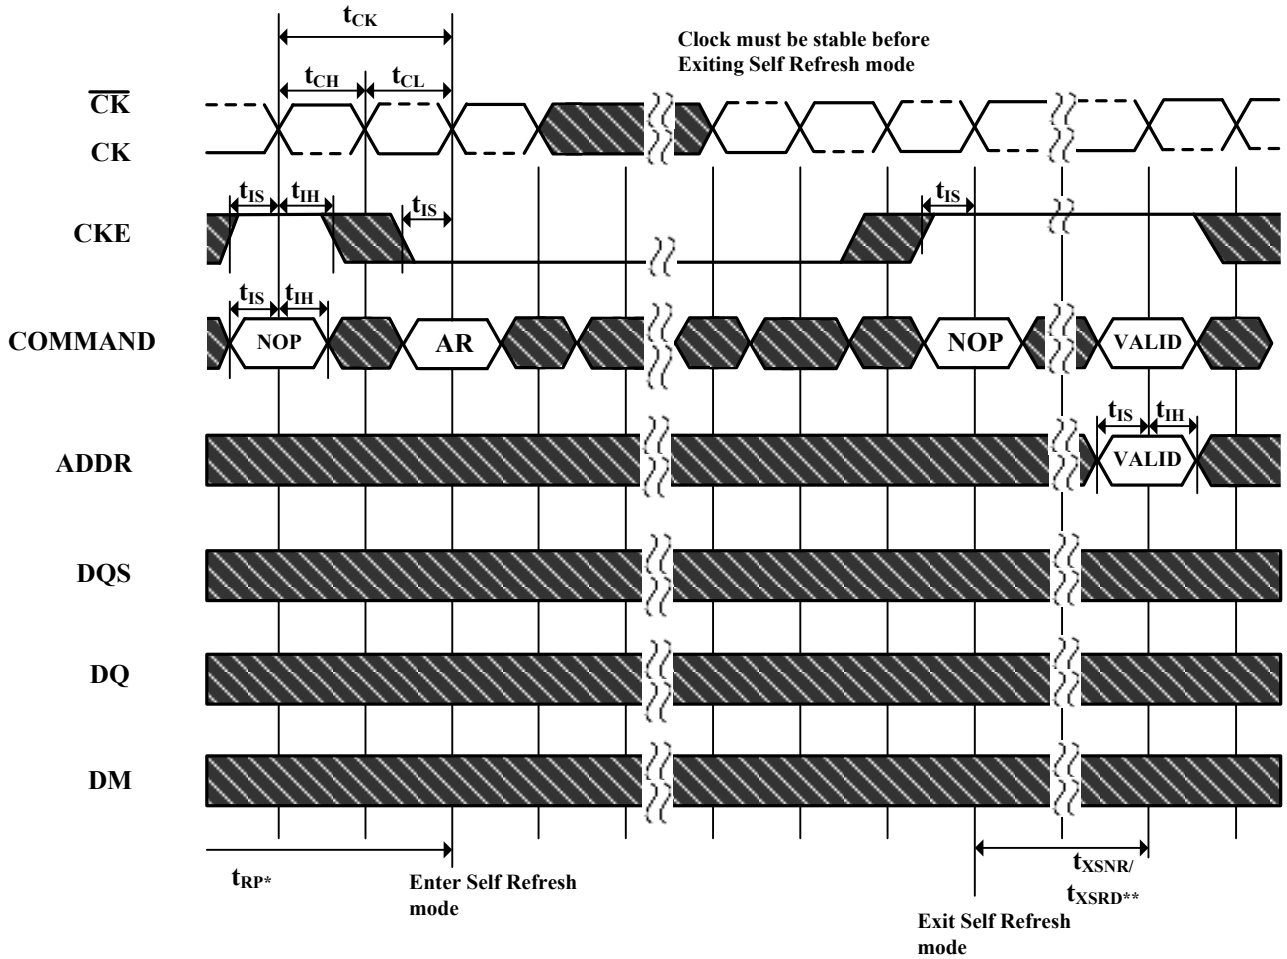 tCK
Clock must be stable before
Exiting Self Refresh mode
tCH
tCL
CK
CK
tIS
tIH
tIS
tIS
CKE
tIS
tIH
COMMAND
NOP
AR
NOP
VALID
tIS
tIH
ADDR
VALID
DQS
DQ
DM
tRP*
Enter Self Refresh
mode
tXSNR/
tXSRD**
Exit Self Refresh
mode